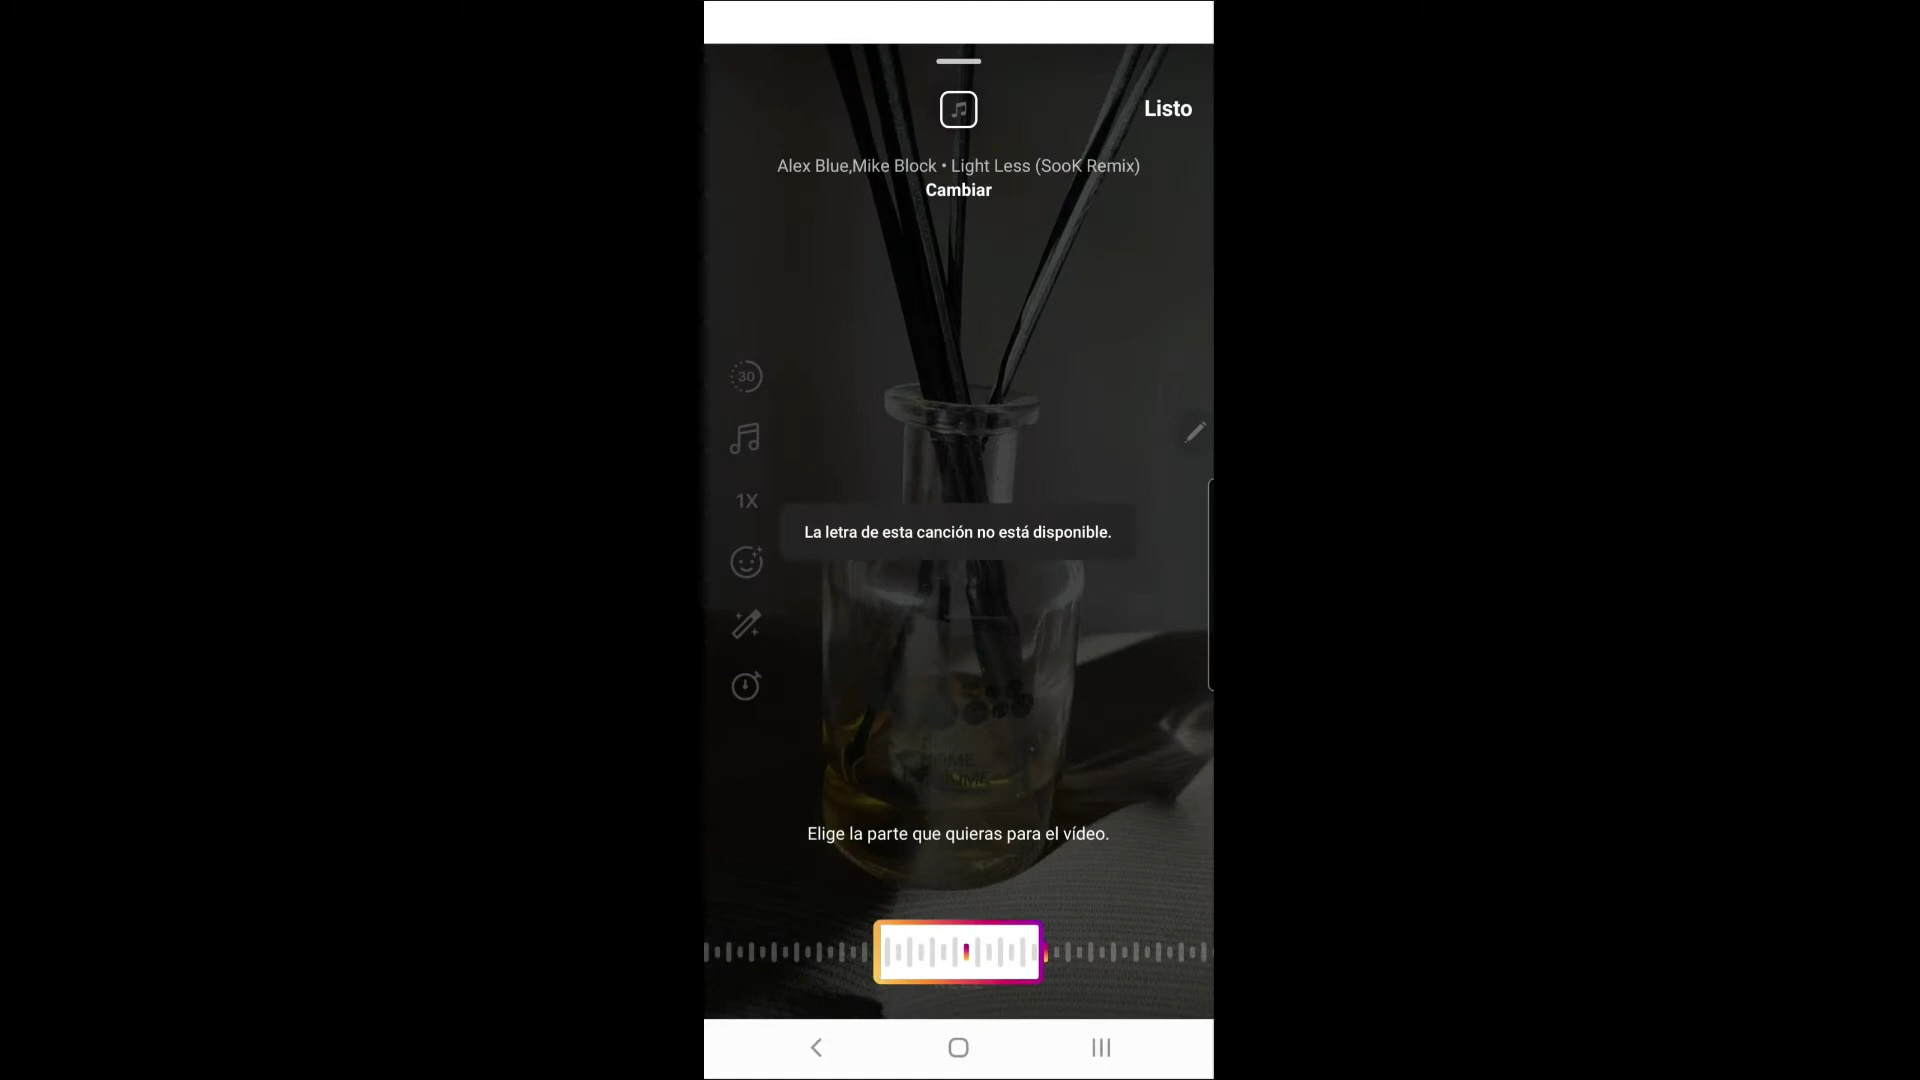 Listo
Alex Blue,Mike Block • Light Less (SooK Remix)
Cambiar
30
1X
La letra de esta canción no está disponible.
HOME
Elige la parte que quieras para el vídeo.